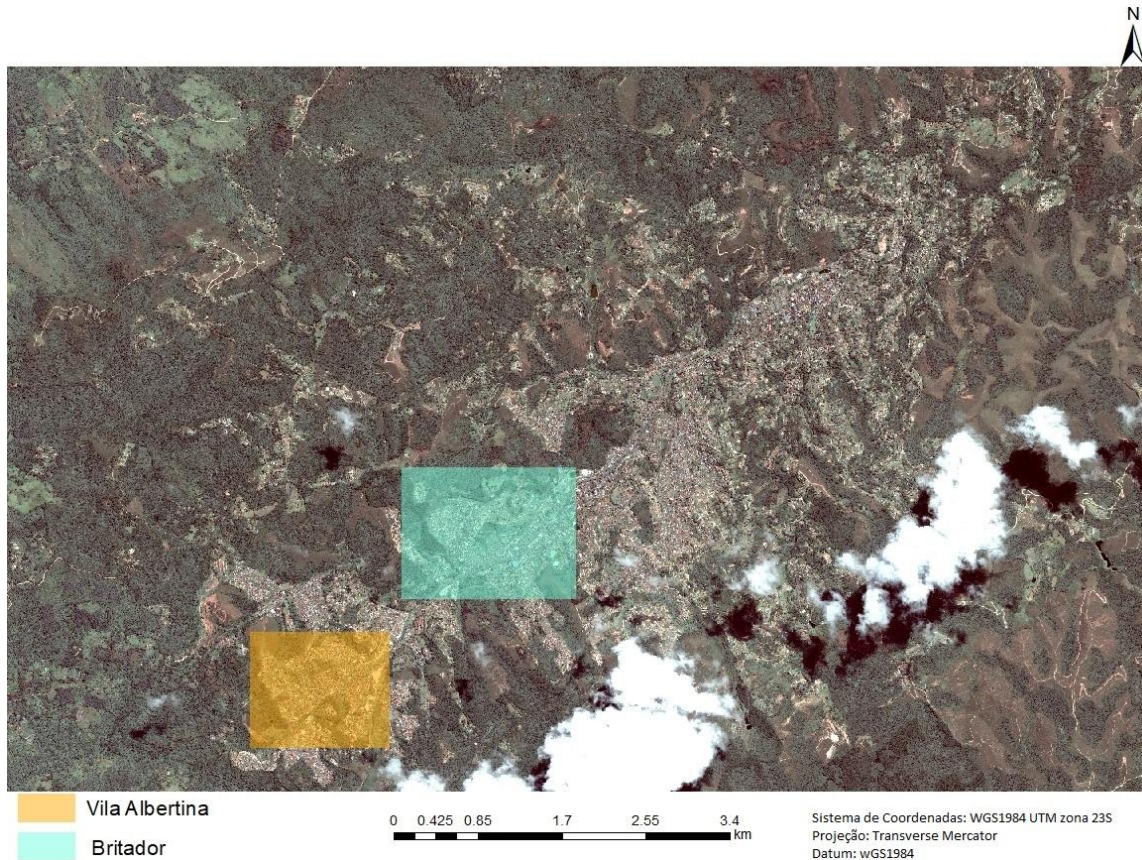 N
Vila Albertina
Britador
0 0.425 0.85 1.7 2.55 3.4
km
Sistema de Coordenadas: WGS1984 UTM zona 23S
Projeção: Transverse Mercator
Datum: wGS1984